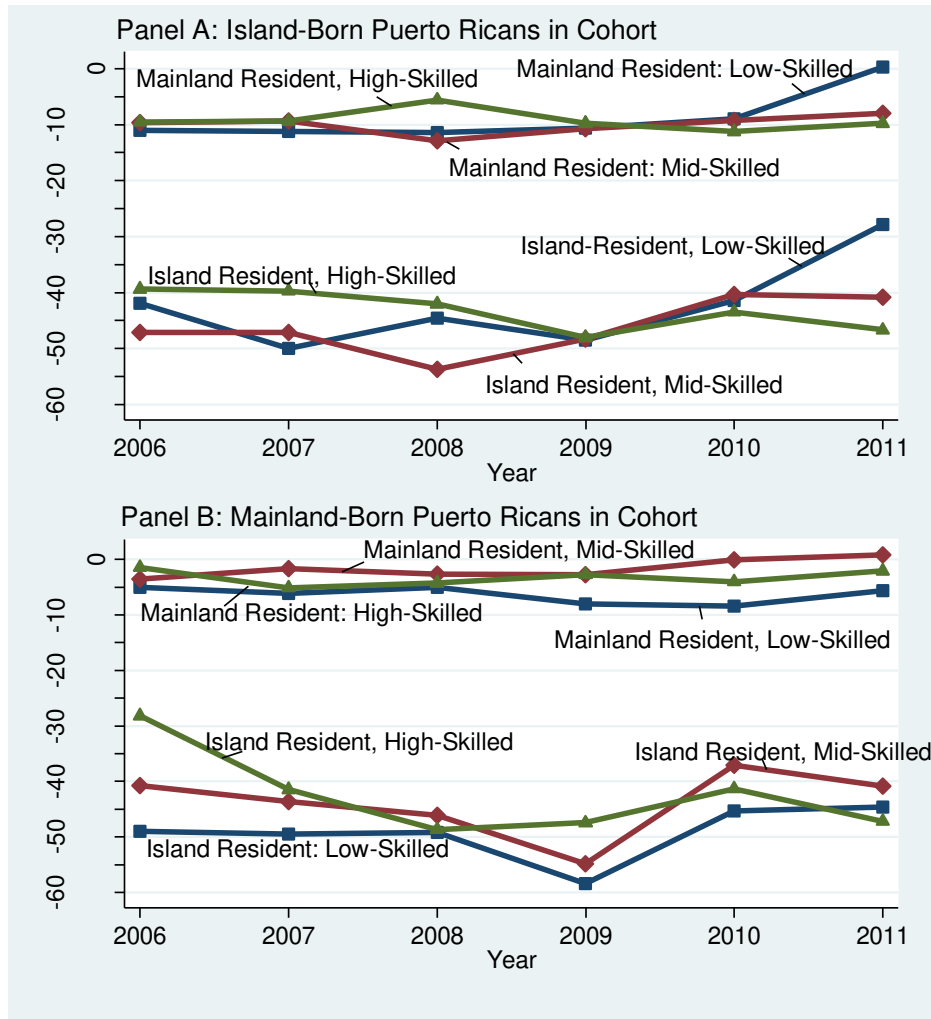 Panel A: Island-Born Puerto Ricans in Cohort
Mainland Resident, High-Skilled
Mainland Resident: Low-Skilled
Mainland Resident: Mid-Skilled
Island-Resident, Low-Skilled
Island Resident, High-Skilled
Island Resident, Mid-Skilled
0
-10
-20
-30
-40
-50
-60
2006 2007 2008 2009 2010 2011
Year
Panel B: Mainland-Born Puerto Ricans in Cohort
Mainland Resident, Mid-Skilled
Mainland Resident: High-Skilled
Mainland Resident, Low-Skilled
Island Resident, High-Skilled
Island Resident, Mid-Skilled
Island Resident: Low-Skilled
0
-10
-20
-30
-40
-50
-60
2006 2007 2008 2009 2010 2011
Year